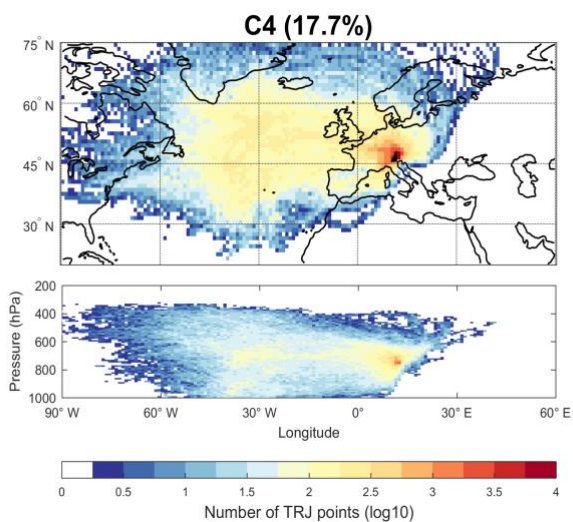 C4 (17.7%)
75° N
60° N
45° N
30° N
200
400
600
800
1000
Pressure (hPa)
90° W 60° W 30° W 0° 30° E 60° E
Longitude
0 0.5 1 1.5 2 2.5 3 3.5 4
Number of TRJ points (log10)